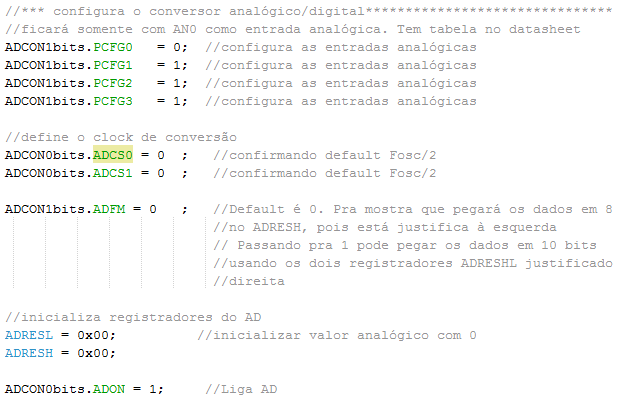 //*** configura o conversor analógico/digital*******************************
//ficará somente com AN0 como entrada analógica. Tem tabela no datasheet
ADCON1bits.PCFG0   = 0;  //configura as entradas analógicas
ADCON1bits.PCFG1   = 1;  //configura as entradas analógicas
ADCON1bits.PCFG2   = 1;  //configura as entradas analógicas
ADCON1bits.PCFG3   = 1;  //configura as entradas analógicas
//define o clock de conversão
ADCON0bits.ADCS0 = 0  ;   //confirmando default Fosc/2
ADCON0bits.ADCS1 = 0  ;   //confirmando default Fosc/2
ADCON1bits.ADFM = 0   ;   //Default é 0. Pra mostra que pegará os dados em 8
//no ADRESH, pois está justifica à esquerda
// Passando pra 1 pode pegar os dados em 10 bits
//usando os dois registradores ADRESHL justificado
//direita
//inicializa registradores do AD
ADRESL = 0x00;          //inicializar valor analógico com 0
ADRESH = 0x00;
ADCON0bits.ADON = 1;     //Liga AD